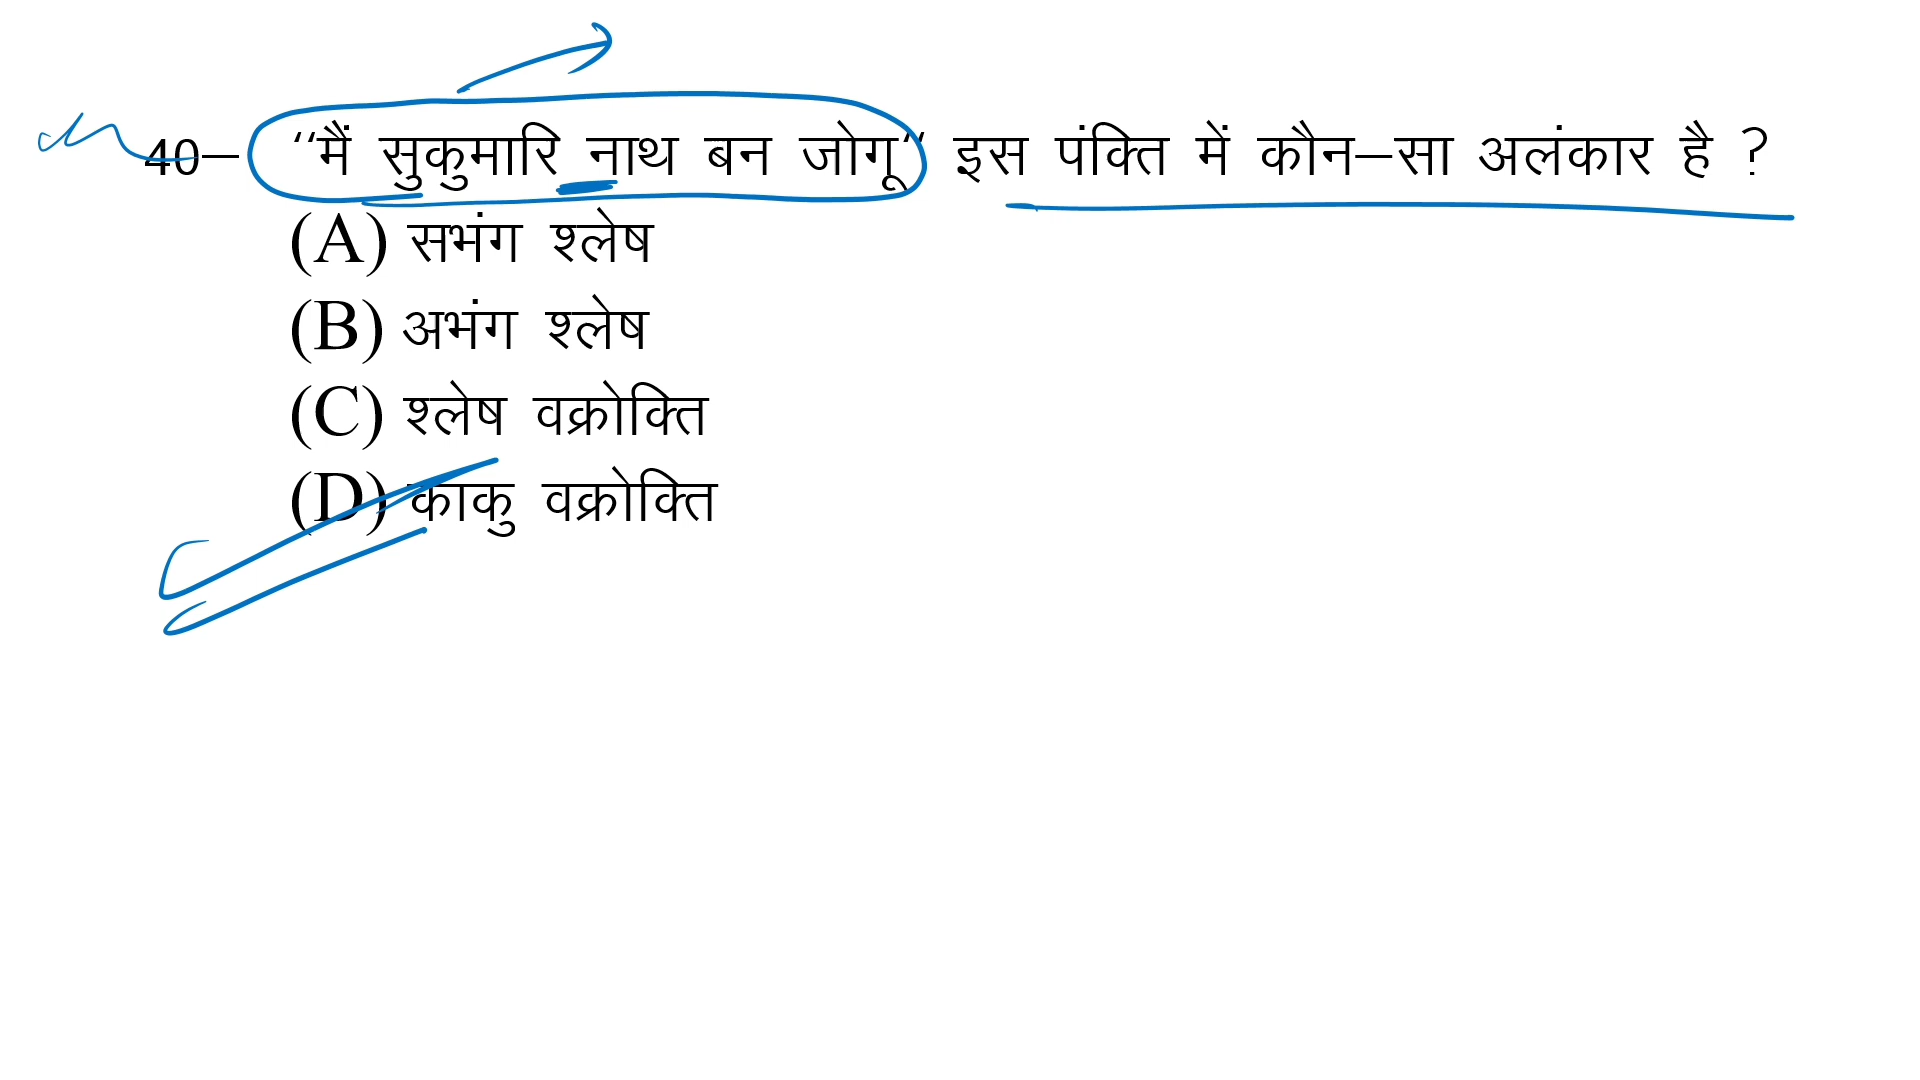 40– “मैं सुकुमारि नाथ बन जोगू“ इस पंक्ति में कौन–सा अलंकार है ?
(A) सभंग श्लेष
(B) अभंग श्लेष
(C) श्लेष वक्रोक्ति
(D) काकु वक्रोक्ति